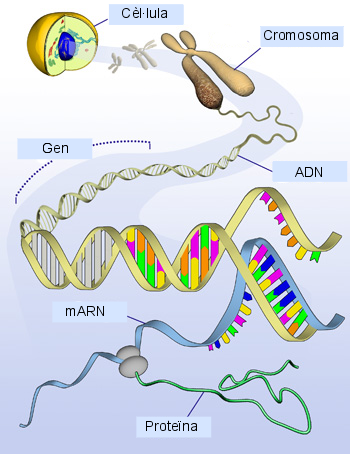 Cèl·lula
Cromosoma
Gen
ADN
mARN
Proteïna